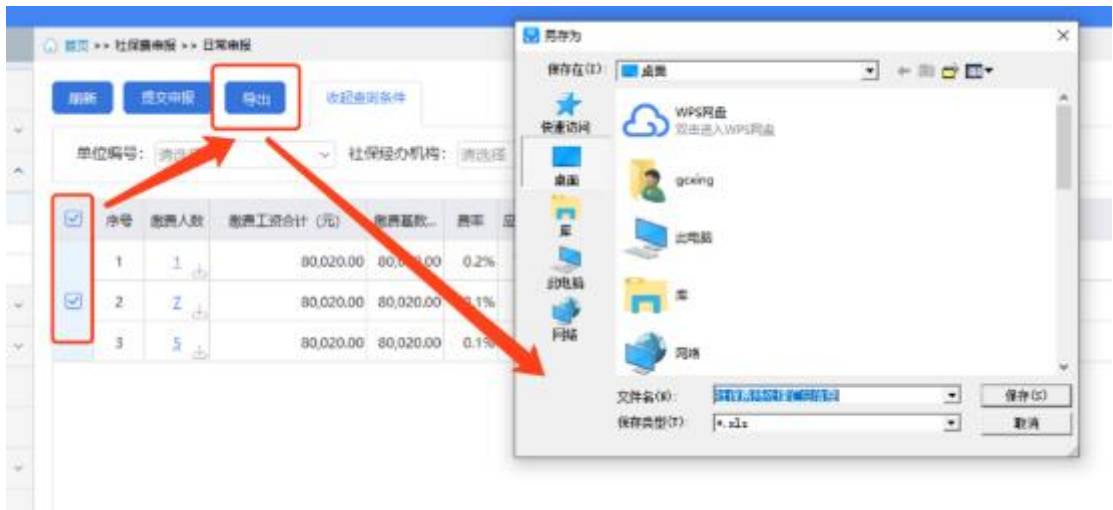 首页 >> 社保费申报 >> 日常申报
刷新 提交申报 导出 收起查询条件
单位编号： 社保经办机构： 请选择
序号 缴费人数 缴费工资合计（元） 缴费基数... 费率 应
1 1 80,020.00 0.2%
2 2 80,020.00 80,020.00
3 5 80,020.00 80,020.00 0.1%
另存为
保存在(I): 桌面
快速访问
桌面
库
此电脑
网络
WPS网盘
双击进入WPS网盘
gcxing
此电脑
库
网络
文件名(N): 保存(S)
保存类型(T): *.xls 取消